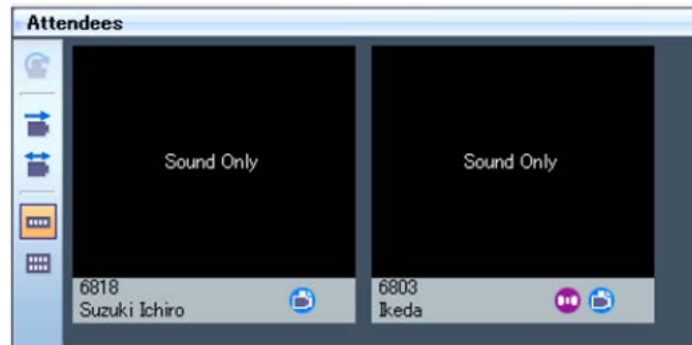 Attendees
Sound Only
Sound Only
6818
Suzuki Ichiro
6803
Ikeda